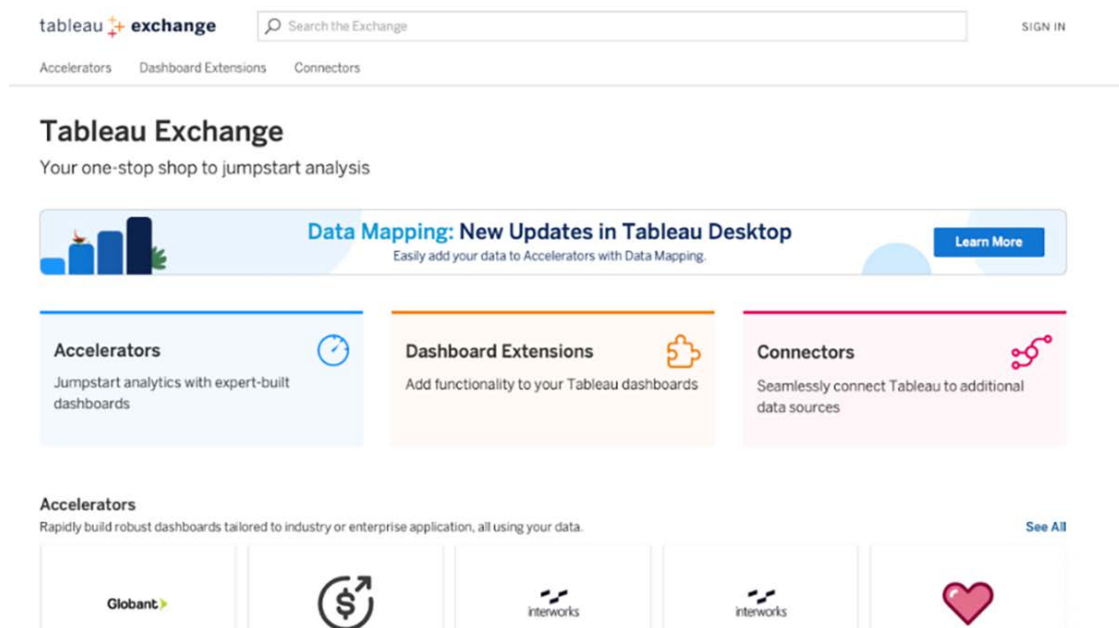 tableau exchange
Search the Exchange
SIGN IN
Accelerators
Dashboard Extensions
Connectors
Tableau Exchange
Your one-stop shop to jumpstart analysis
Data Mapping: New Updates in Tableau Desktop
Easily add your data to Accelerators with Data Mapping.
Learn More
Accelerators
Jumpstart analytics with expert-built
dashboards
Dashboard Extensions
Add functionality to your Tableau dashboards
Connectors
Seamlessly connect Tableau to additional
data sources
Accelerators
Rapidly build robust dashboards tailored to industry or enterprise application, all using your data.
See All
Globant
$
interworks
interworks